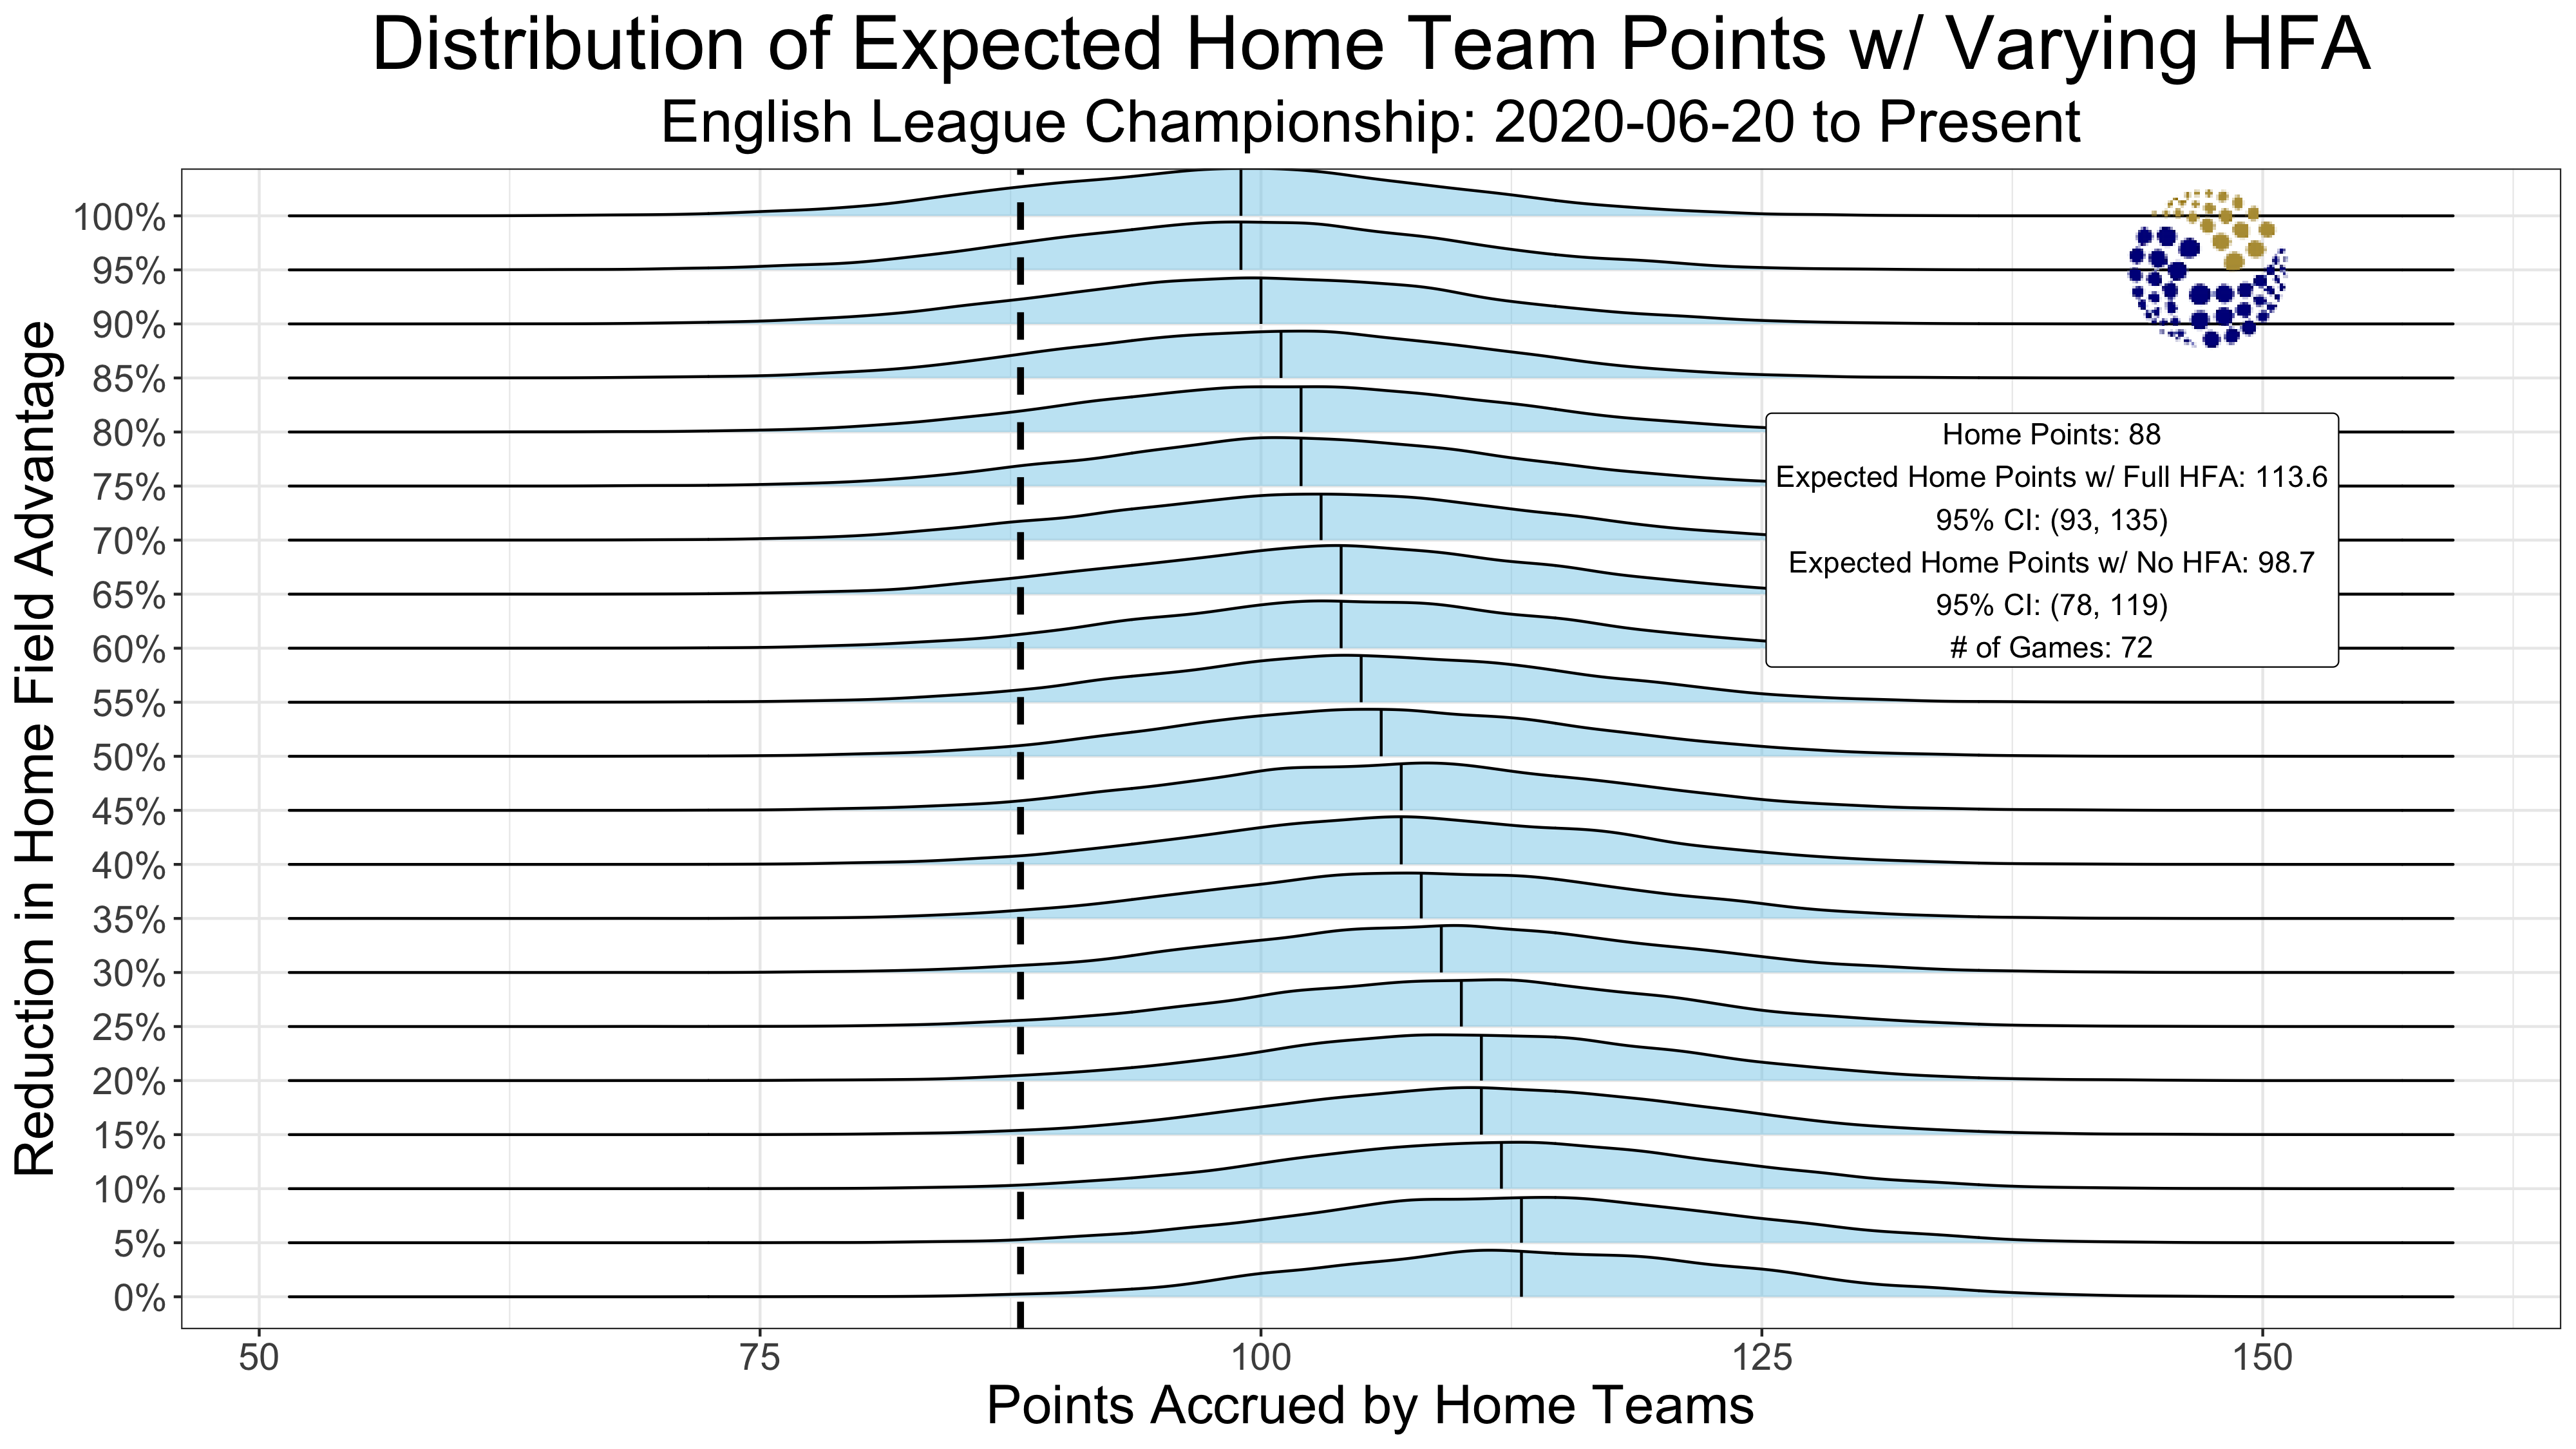 Distribution of Expected Home Team Points w/ Varying HFA
English League Championship: 2020-06-20 to Present
Reduction in Home Field Advantage
100%
95%
90%
85%
80%
75%
70%
65%
60%
55%
50%
45%
40%
35%
30%
25%
20%
15%
10%
5%
0%
Home Points: 88
Expected Home Points w/ Full HFA: 113.6
95% CI: (93, 135)
Expected Home Points w/ No HFA: 98.7
95% CI: (78, 119)
# of Games: 72
50 75 100 125 150
Points Accrued by Home Teams